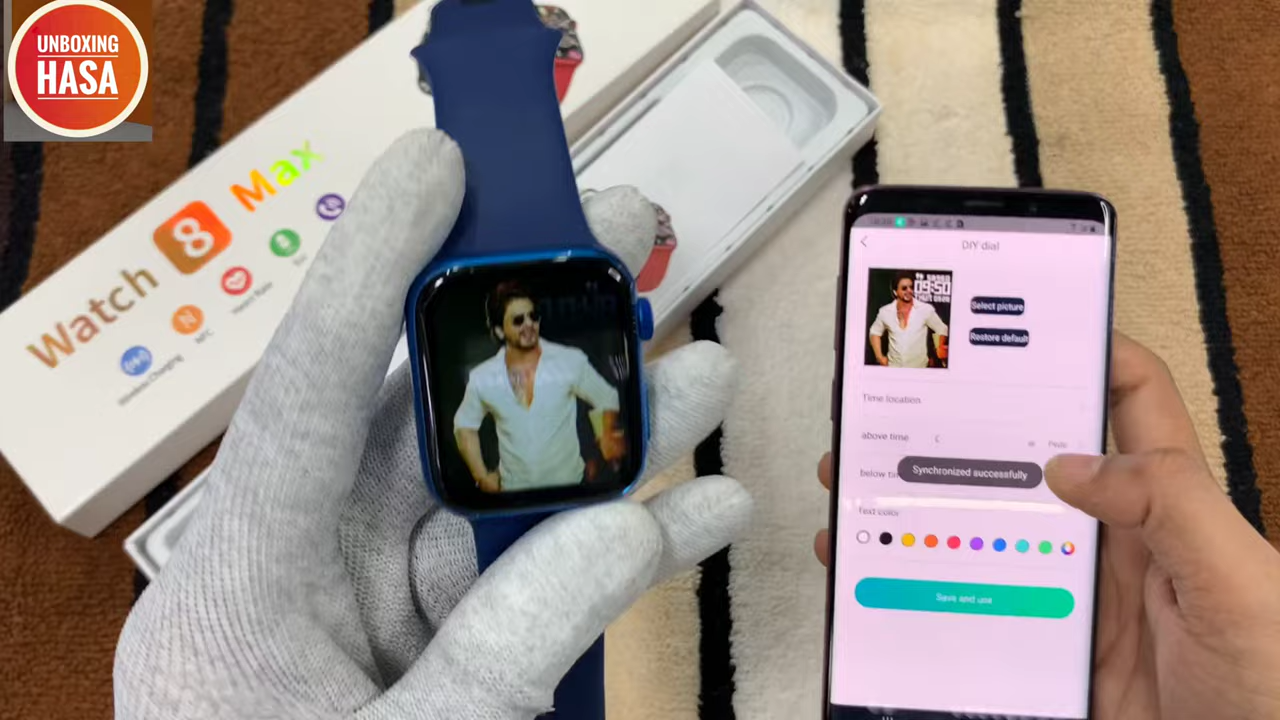 UNBOXING
HASA
Watch 8 Max
Wireless Charging
NFC
Heart Rate
DIY dial
09:50
Select picture
Restore default
Time location
above time
Synchronized successfully
Text color
Save and use